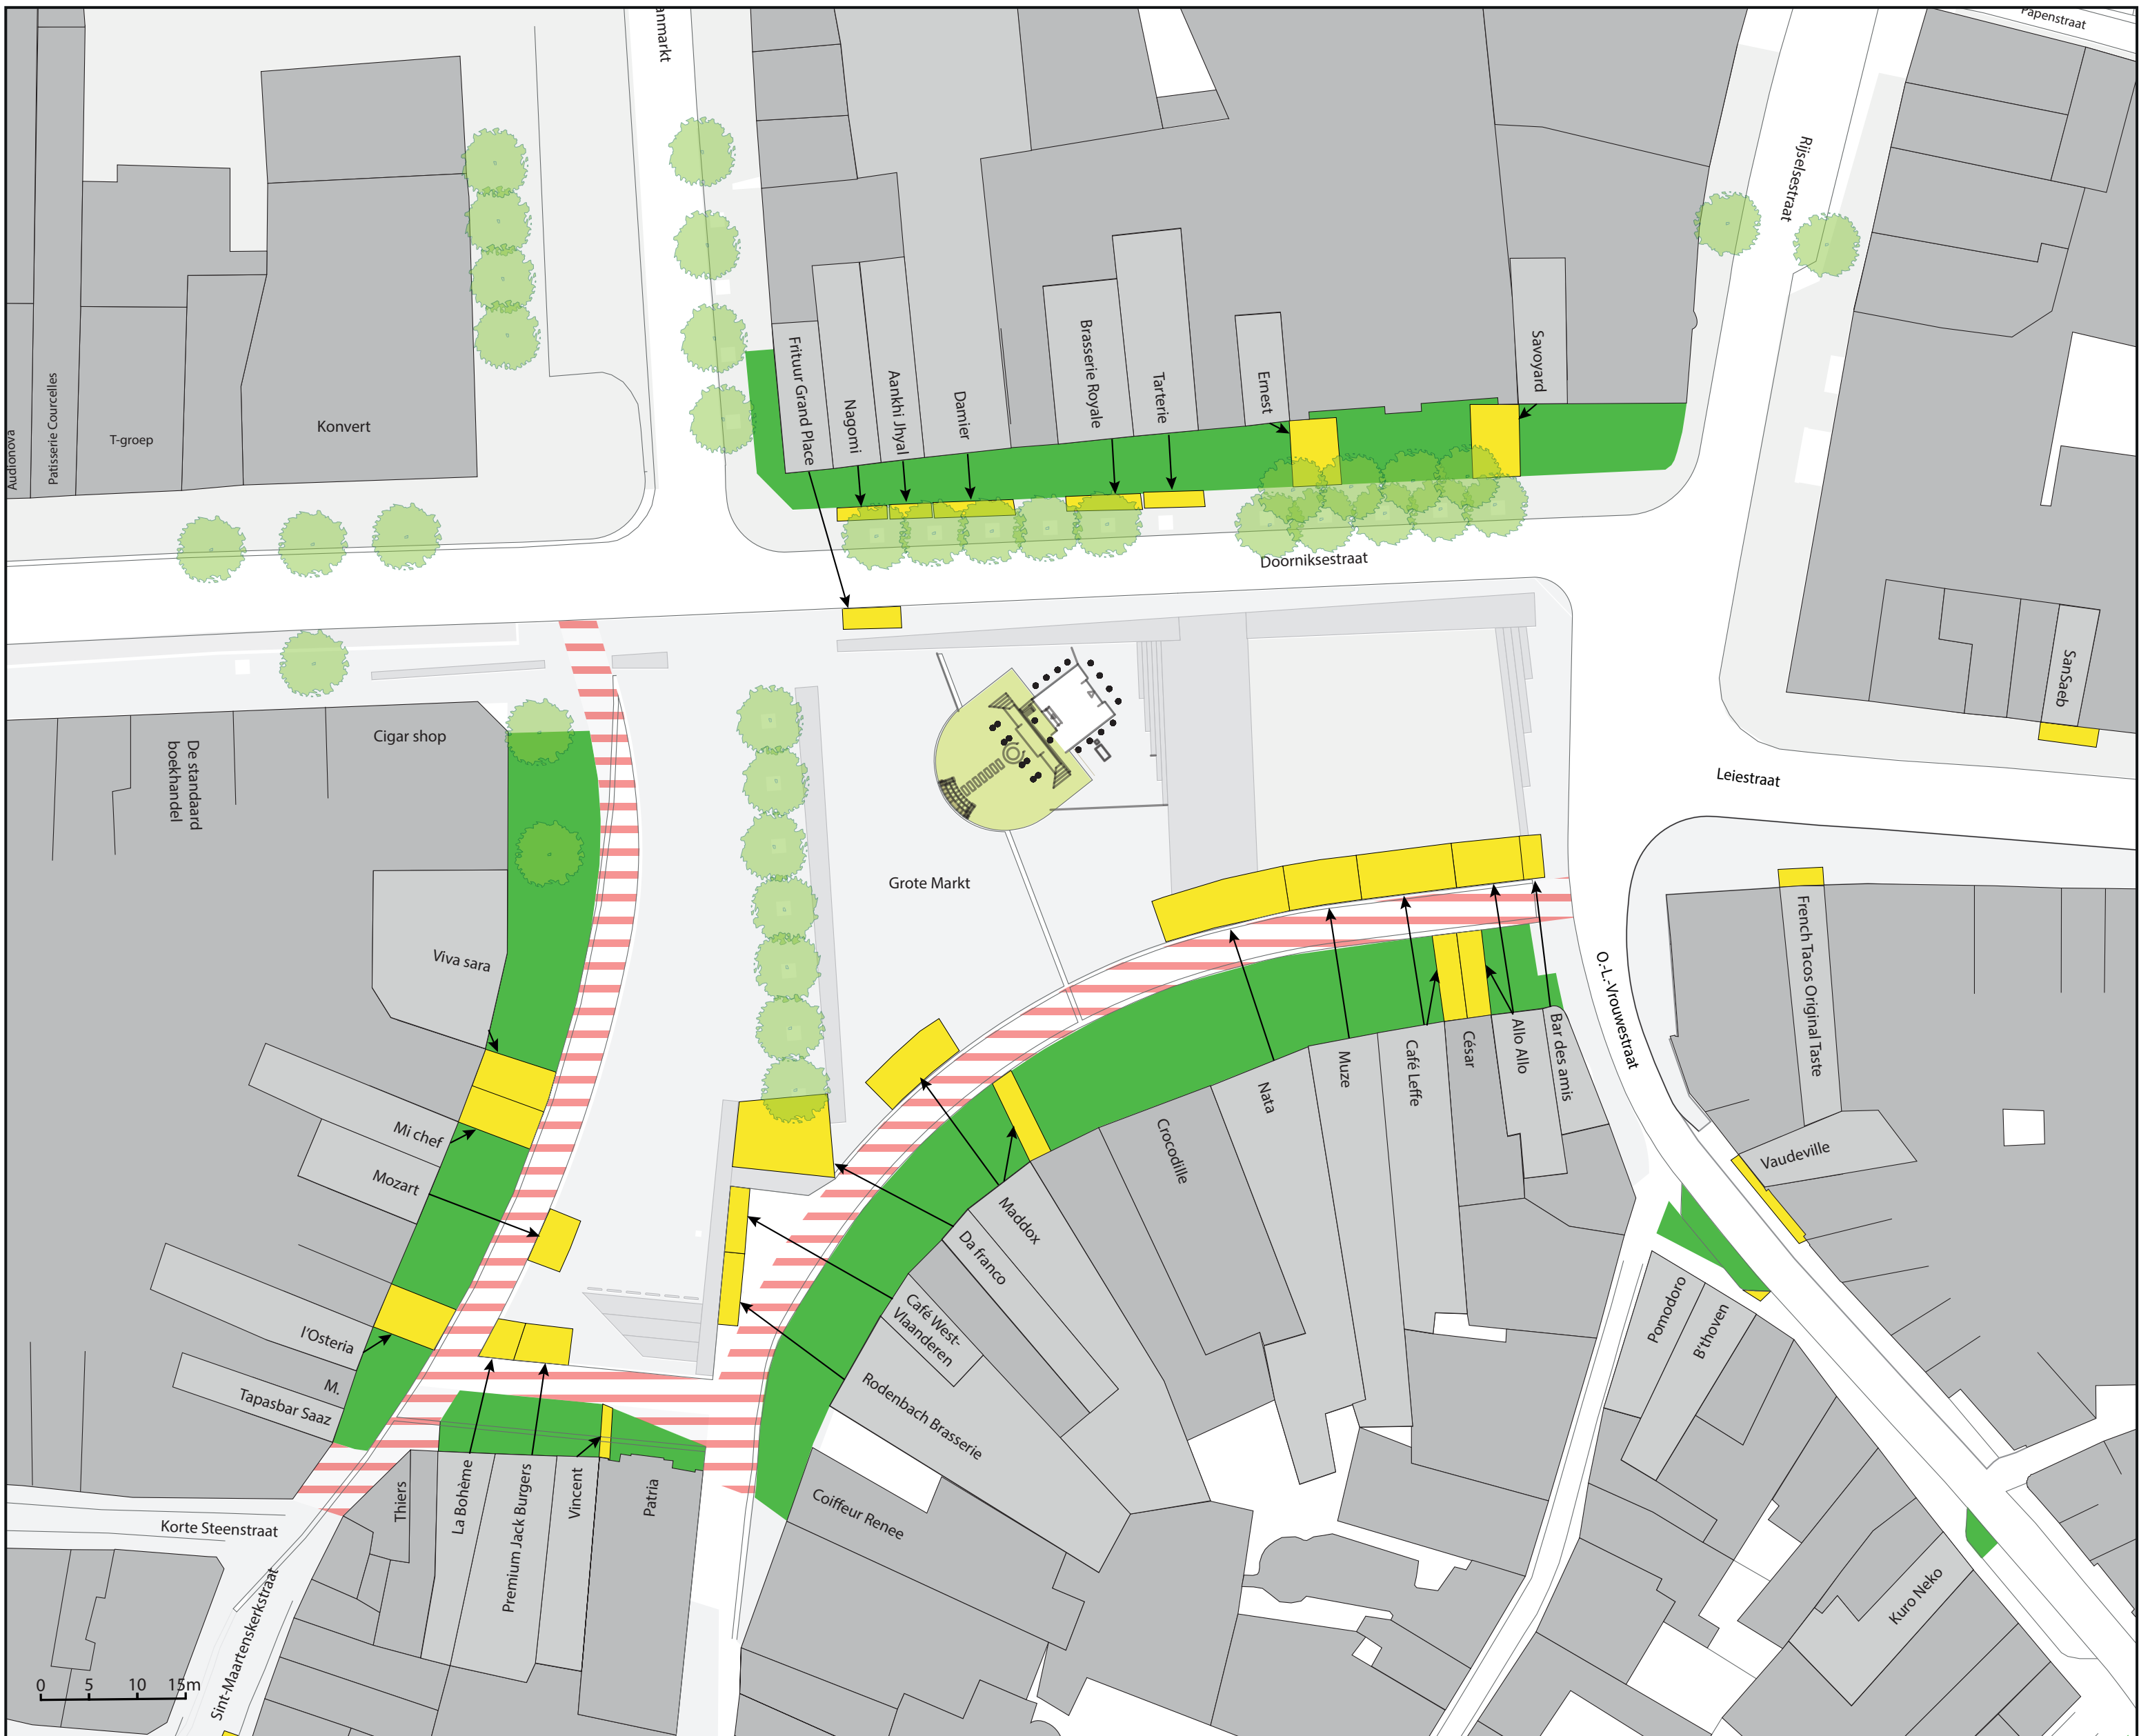 Papenstraat
Rijselsestraat
Audionova
Patisserie Courcelles
T-groep
Konvert
Frituur Grand Place
Nagomi
Aankhi Jhyal
Damier
Brasserie Royale
Tarterie
Ernest
Savoyard
Doorniksestraat
SanSaeb
Leiestraat
De standaard
boekhandel
Cigar shop
Grote Markt
Viva sara
Mi chef
Mozart
l'Osteria
M.
Tapasbar Saaz
O.-L.-Vrouwestraat
French Tacos Original Taste
Vaudeville
Bar des amis
Allo Allo
César
Café Leffe
Muze
Nata
Crocodille
Maddox
Da franco
Café West-
Vlaanderen
Rodenbach Brasserie
Coiffeur Renee
Pomodoro
B'thoven
Kuro Neko
Thiers
La Bohème
Premium Jack Burgers
Vincent
Patria
Korte Steenstraat
Sint-Maartenskerkstraat
0 5 10 15m